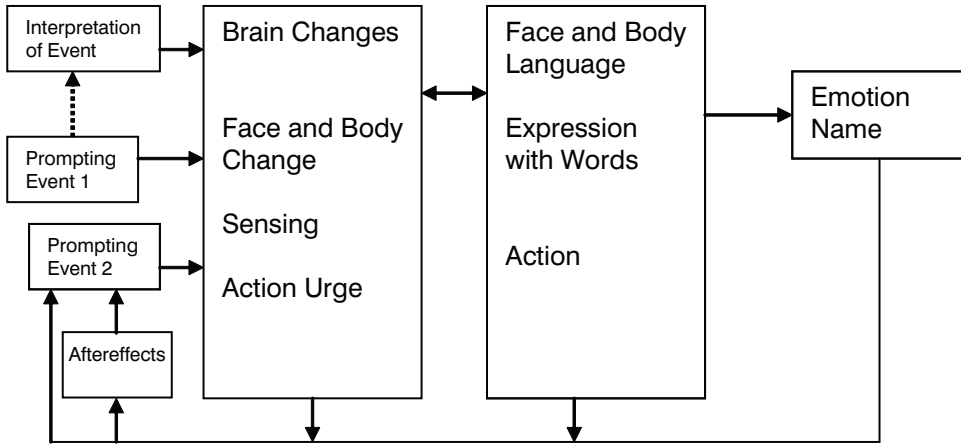 Interpretation
of Event
Prompting
Event 1
Prompting
Event 2
Aftereffects
Brain Changes
Face and Body
Change
Sensing
Action Urge
Face and Body
Language
Expression
with Words
Action
Emotion
Name